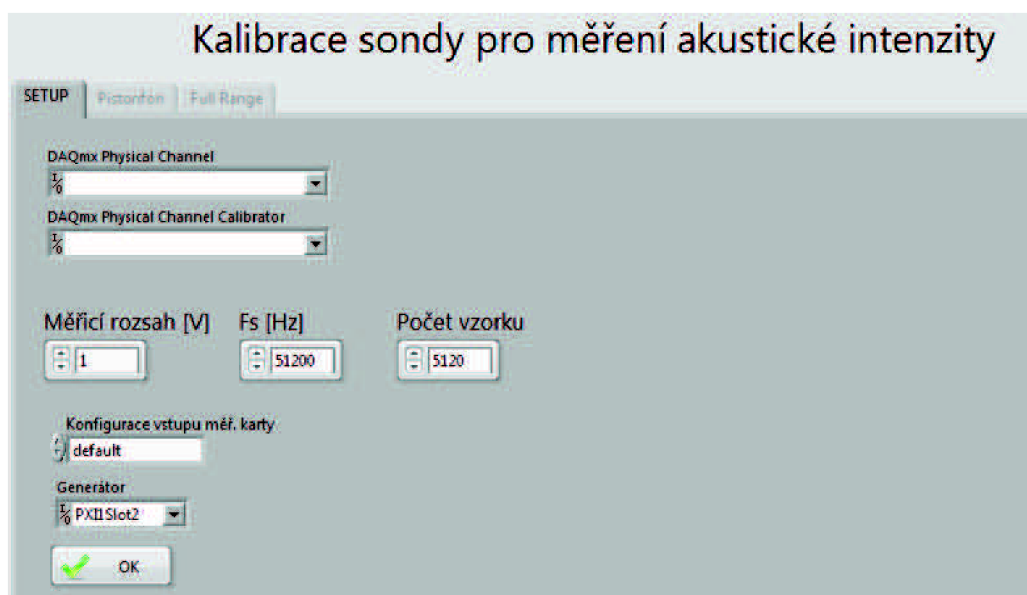 Kalibrace sondy pro měření akustické intenzity
SETUP Pistonfon Full Range
DAQmx Physical Channel
DAQmx Physical Channel Calibrator
Měřicí rozsah [V] Fs [Hz] Počet vzorku
1 51200 5120
Konfigurace vstupu měř. karty
default
Generátor
PXI1Slot2
OK